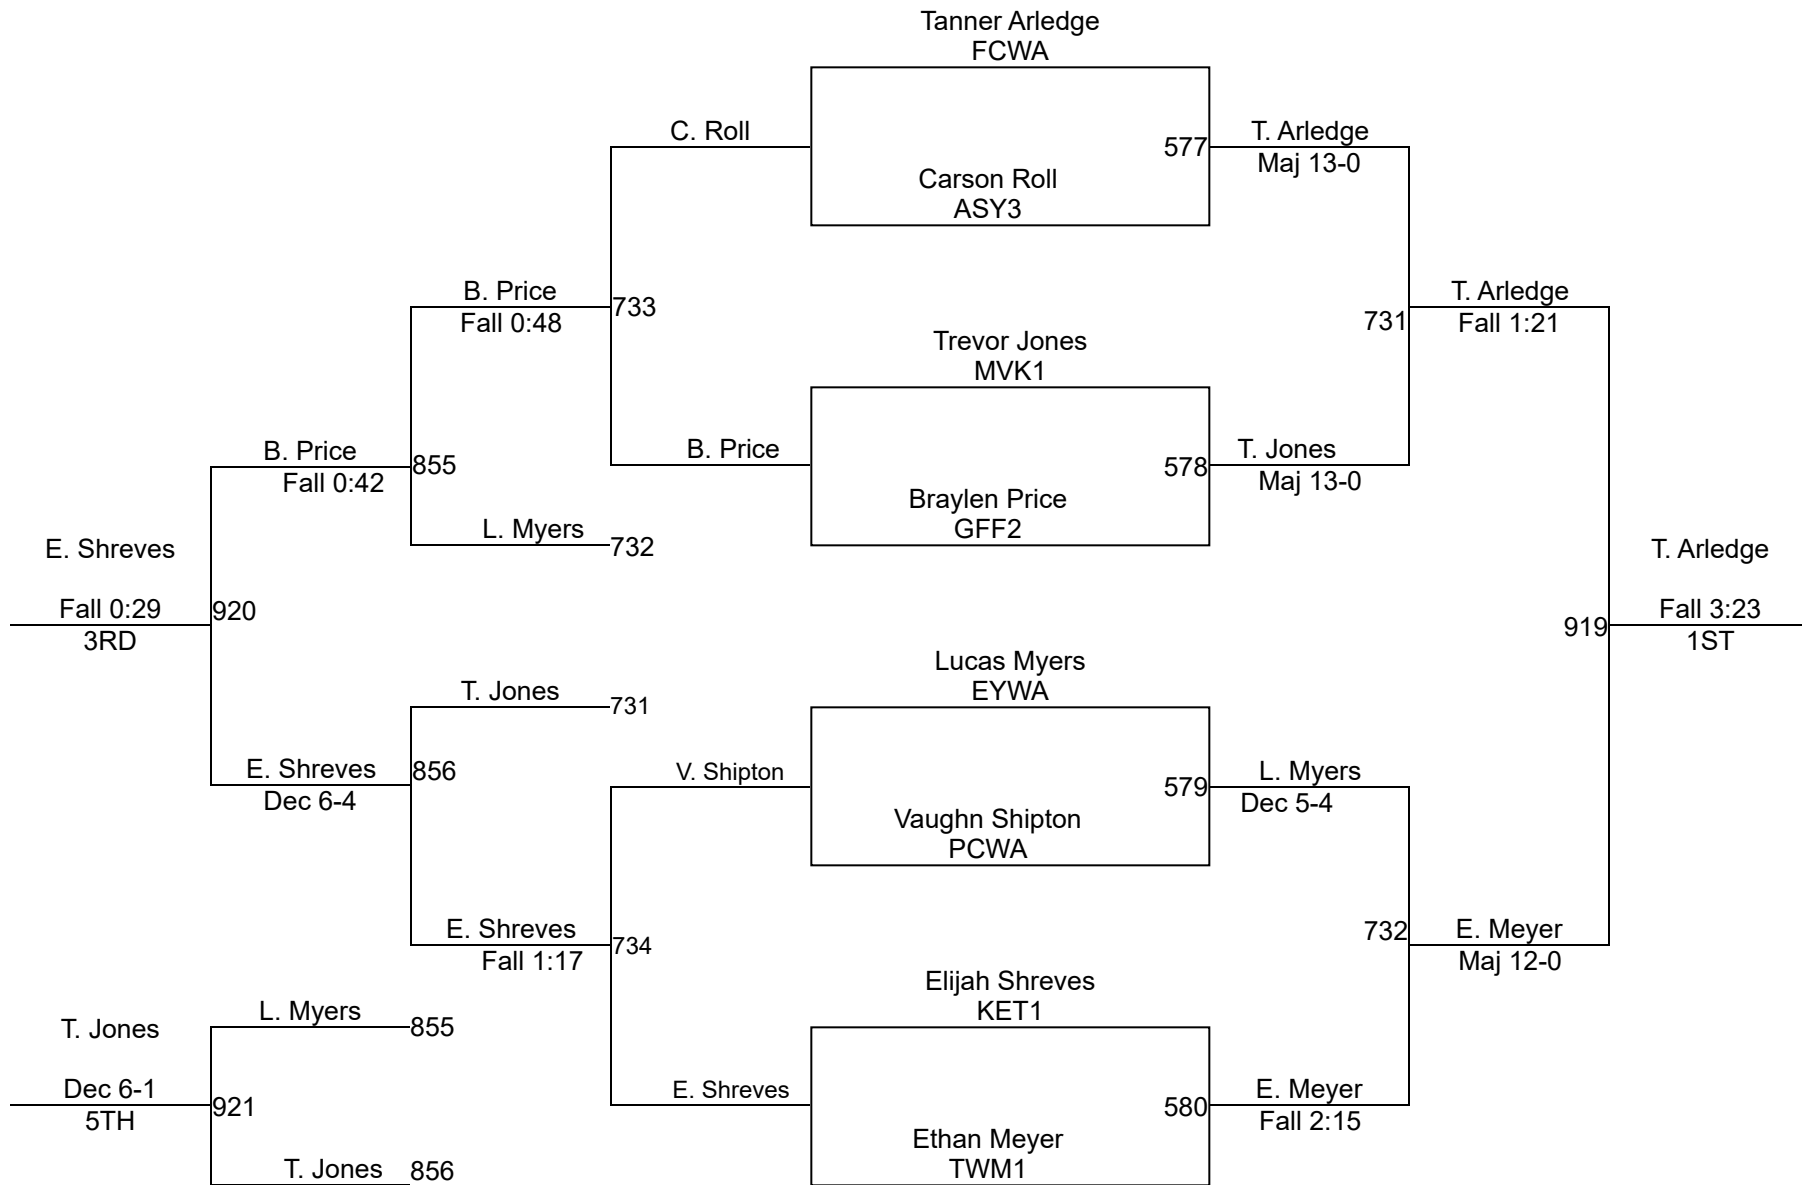 Tanner Arledge
FCWA
C. Roll
577
T. Arledge
Maj 13-0
Carson Roll
ASY3
B. Price
Fall 0:48
733
731
T. Arledge
Fall 1:21
Trevor Jones
MVK1
B. Price
Fall 0:42
855
B. Price
578
T. Jones
Maj 13-0
Braylen Price
GFF2
L. Myers
732
E. Shreves
Fall 0:29
3RD
920
T. Arledge
919
Fall 3:23
1ST
Lucas Myers
EYWA
T. Jones
731
E. Shreves
Dec 6-4
856
V. Shipton
579
L. Myers
Dec 5-4
Vaughn Shipton
PCWA
E. Shreves
Fall 1:17
734
732
E. Meyer
Maj 12-0
Elijah Shreves
KET1
L. Myers
855
T. Jones
Dec 6-1
5TH
921
E. Shreves
580
E. Meyer
Fall 2:15
Ethan Meyer
TWM1
T. Jones
856